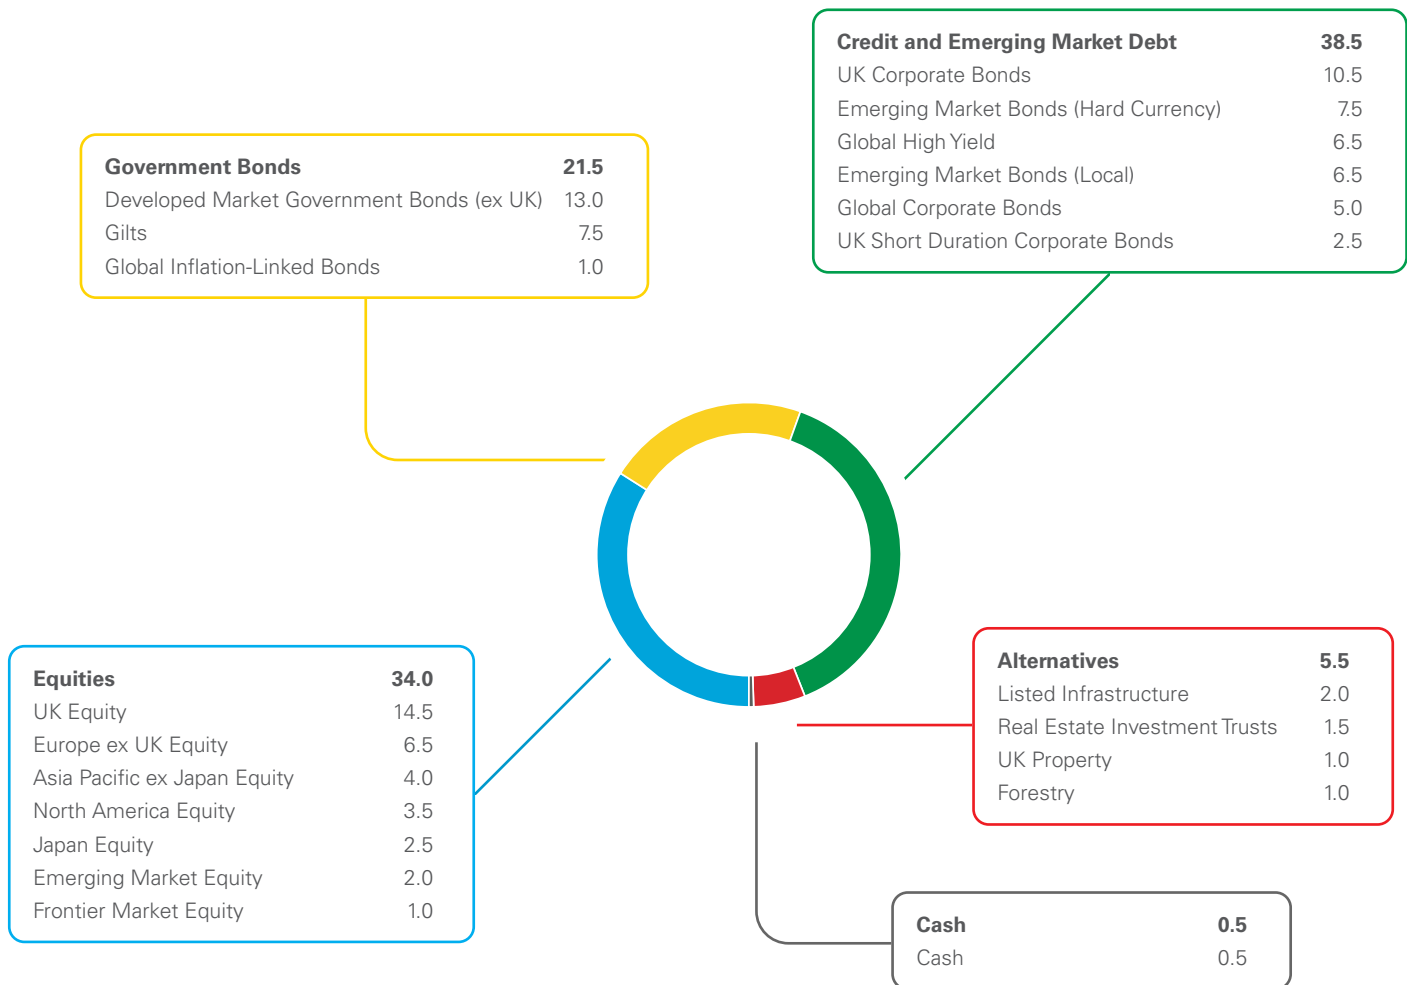 Credit and Emerging Market Debt 38.5
UK Corporate Bonds 10.5
Emerging Market Bonds (Hard Currency) 7.5
Global High Yield 6.5
Emerging Market Bonds (Local) 6.5
Global Corporate Bonds 5.0
UK Short Duration Corporate Bonds 2.5
Government Bonds 21.5
Developed Market Government Bonds (ex UK) 13.0
Gilts 7.5
Global Inflation-Linked Bonds 1.0
Equities 34.0
UK Equity 14.5
Europe ex UK Equity 6.5
Asia Pacific ex Japan Equity 4.0
North America Equity 3.5
Japan Equity 2.5
Emerging Market Equity 2.0
Frontier Market Equity 1.0
Alternatives 5.5
Listed Infrastructure 2.0
Real Estate Investment Trusts 1.5
UK Property 1.0
Forestry 1.0
Cash 0.5
Cash 0.5